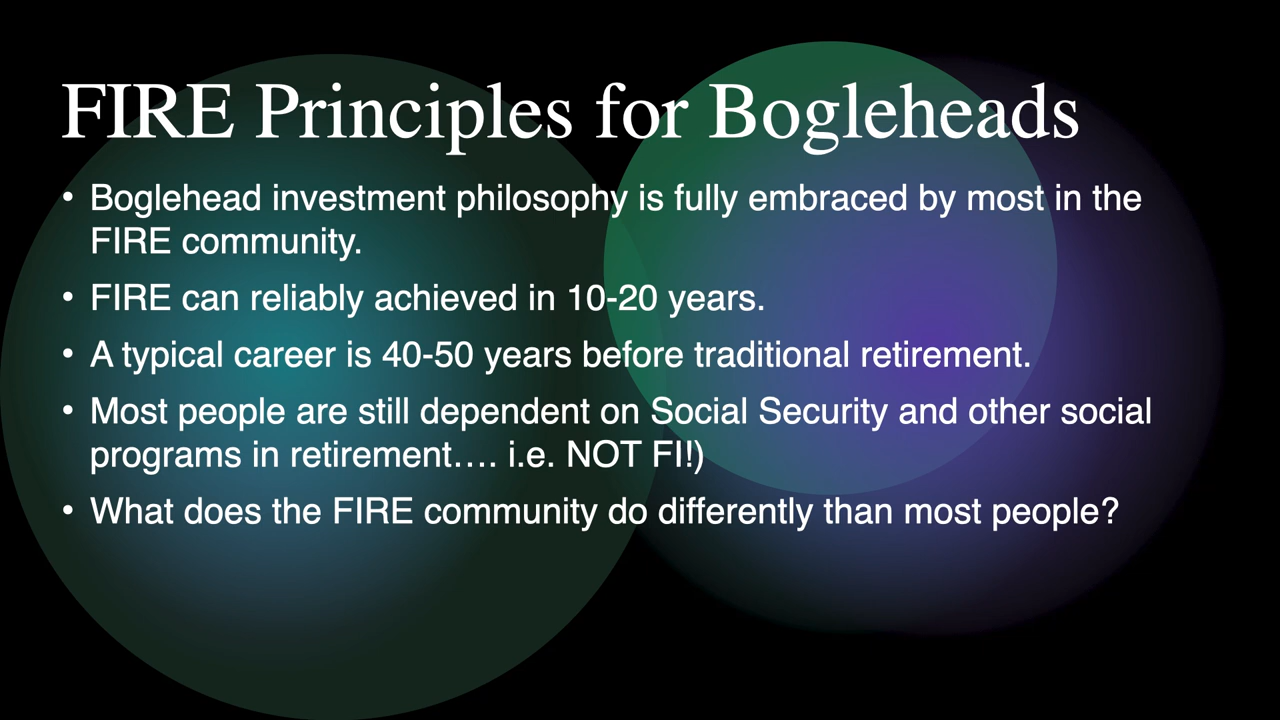 FIRE Principles for Bogleheads
• Boglehead investment philosophy is fully embraced by most in the
FIRE community.
• FIRE can reliably achieved in 10-20 years.
• A typical career is 40-50 years before traditional retirement.
• Most people are still dependent on Social Security and other social
programs in retirement…. i.e. NOT FI!)
• What does the FIRE community do differently than most people?